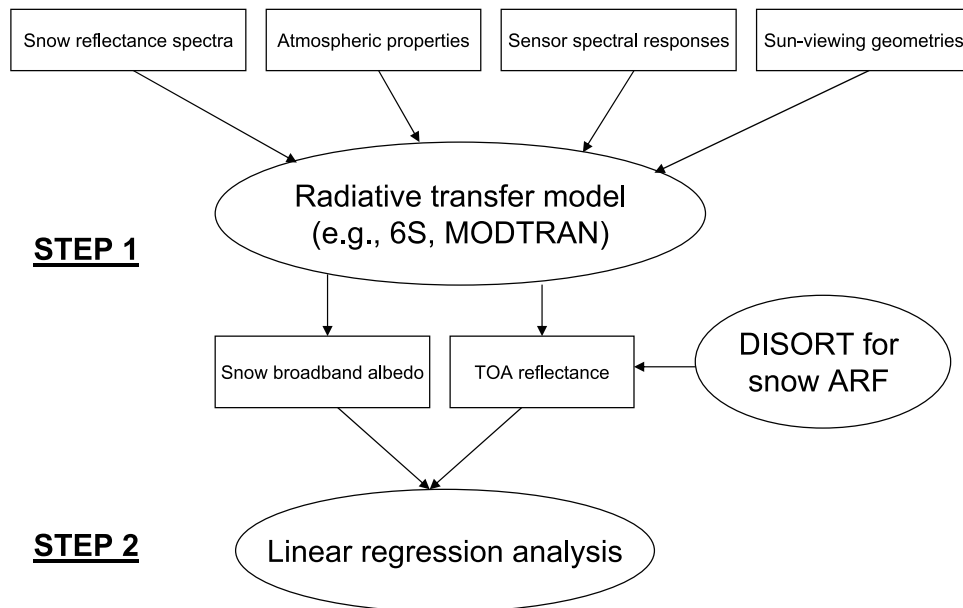 Snow reflectance spectra
Atmospheric properties
Sensor spectral responses
Sun-viewing geometries
Radiative transfer model
(e.g., 6S, MODTRAN)
STEP 1
Snow broadband albedo
TOA reflectance
DISORT for
snow ARF
STEP 2
Linear regression analysis